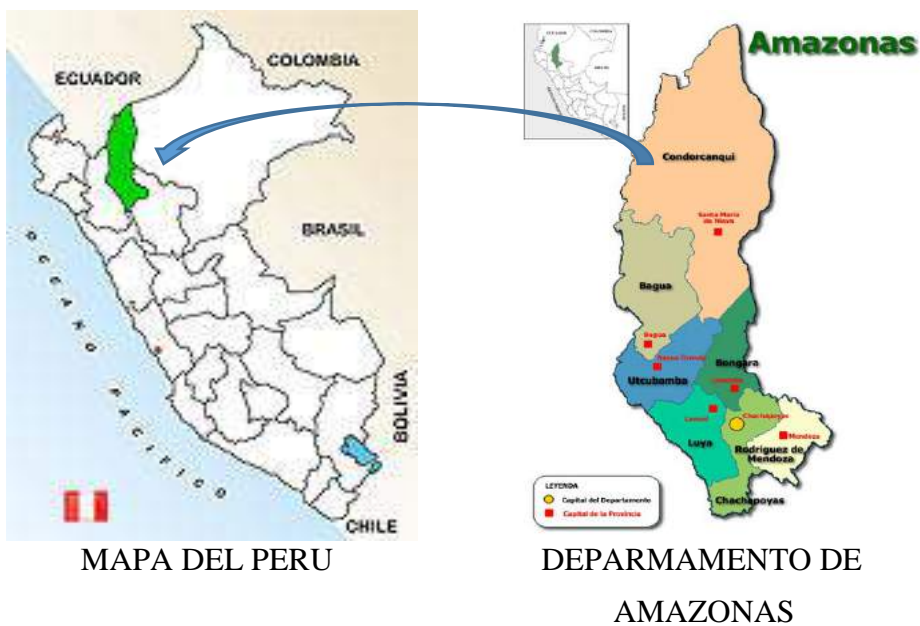 COLOMBIA
ECUADOR
BRASIL
OCEANO PACIFICO
BOLIVIA
CHILE
MAPA DEL PERU
Amazonas
Condorcanqui
Santa Maria
de Nieva
Bagua
Bagua
Bongara
Utcubamba
Chachapoyas
Luya
Mendoza
Rodriguez de
Mendoza
Chachapoyas
LEYENDA
Capital del Departamento
Capital de la Provincia
DEPARMAMENTO DE
AMAZONAS